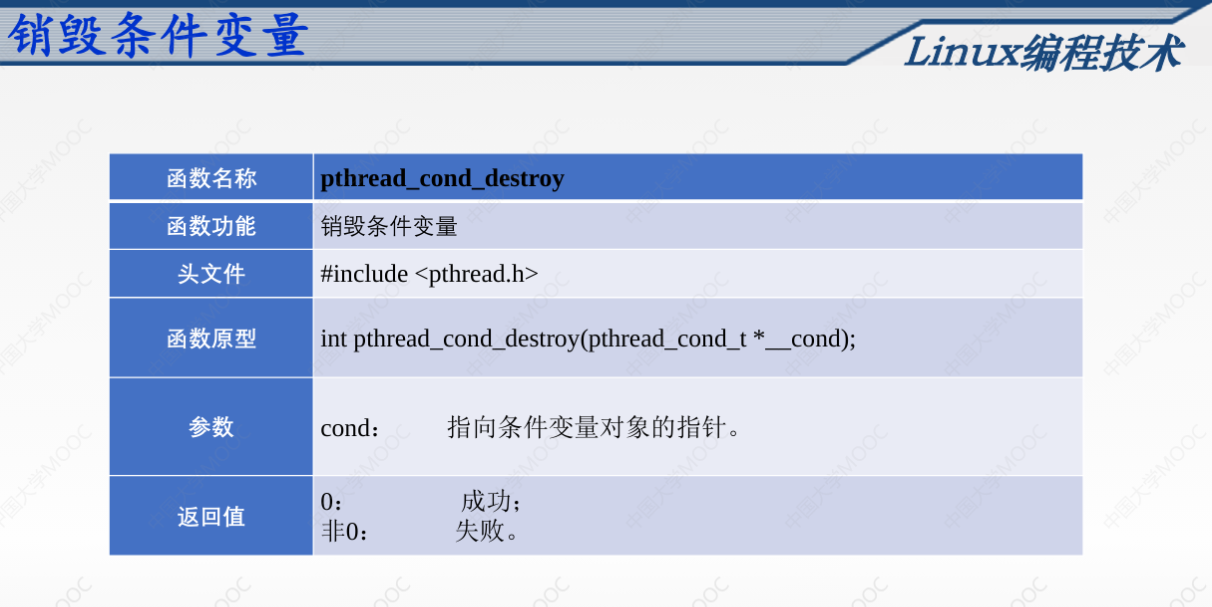 销毁条件变量
Linux编程技术
函数名称 pthread_cond_destroy
函数功能 销毁条件变量
头文件 #include <pthread.h>
函数原型 int pthread_cond_destroy(pthread_cond_t *__cond);
参数 cond： 指向条件变量对象的指针。
返回值 0： 成功；
非0： 失败。
中国大学MOOC